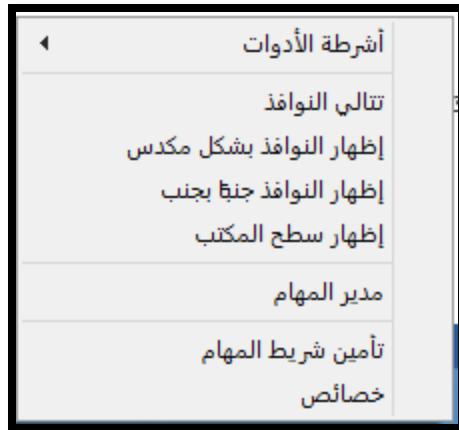 أشرطة الأدوات
تتالي النوافذ
إظهار النوافذ بشكل مكدس
إظهار النوافذ جنبًا بجنب
إظهار سطح المكتب
مدير المهام
تأمين شريط المهام
خصائص